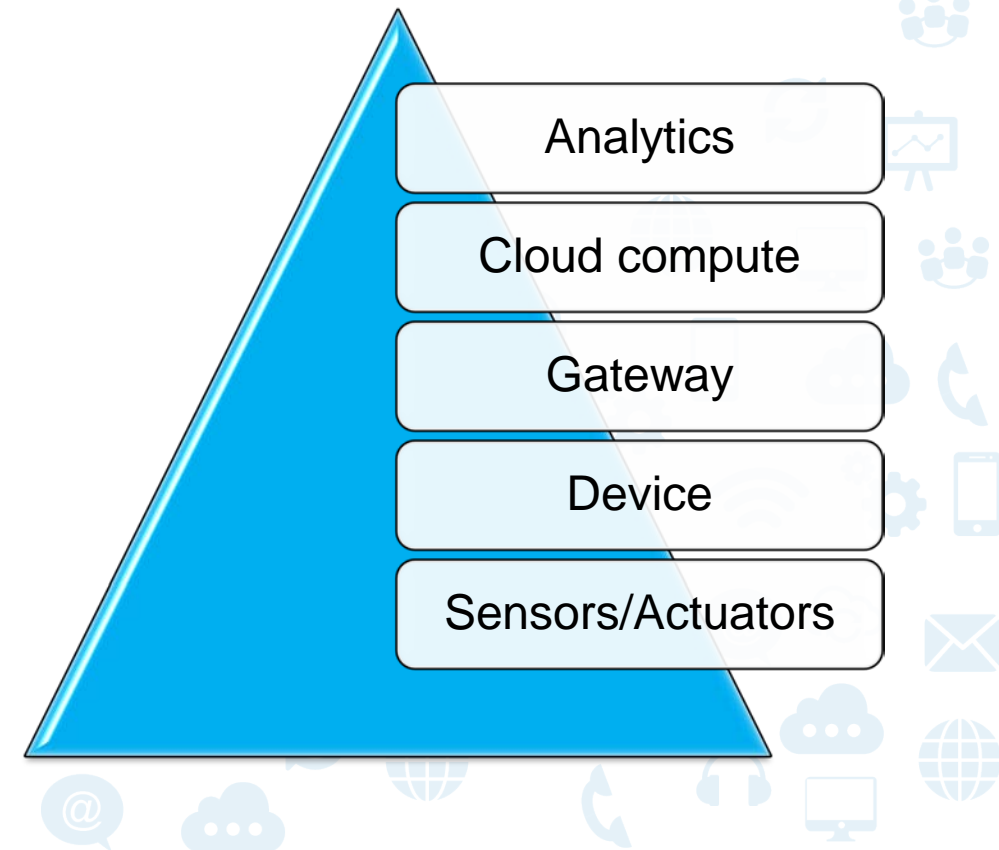 Analytics
Cloud compute
Gateway
Device
Sensors/Actuators
@